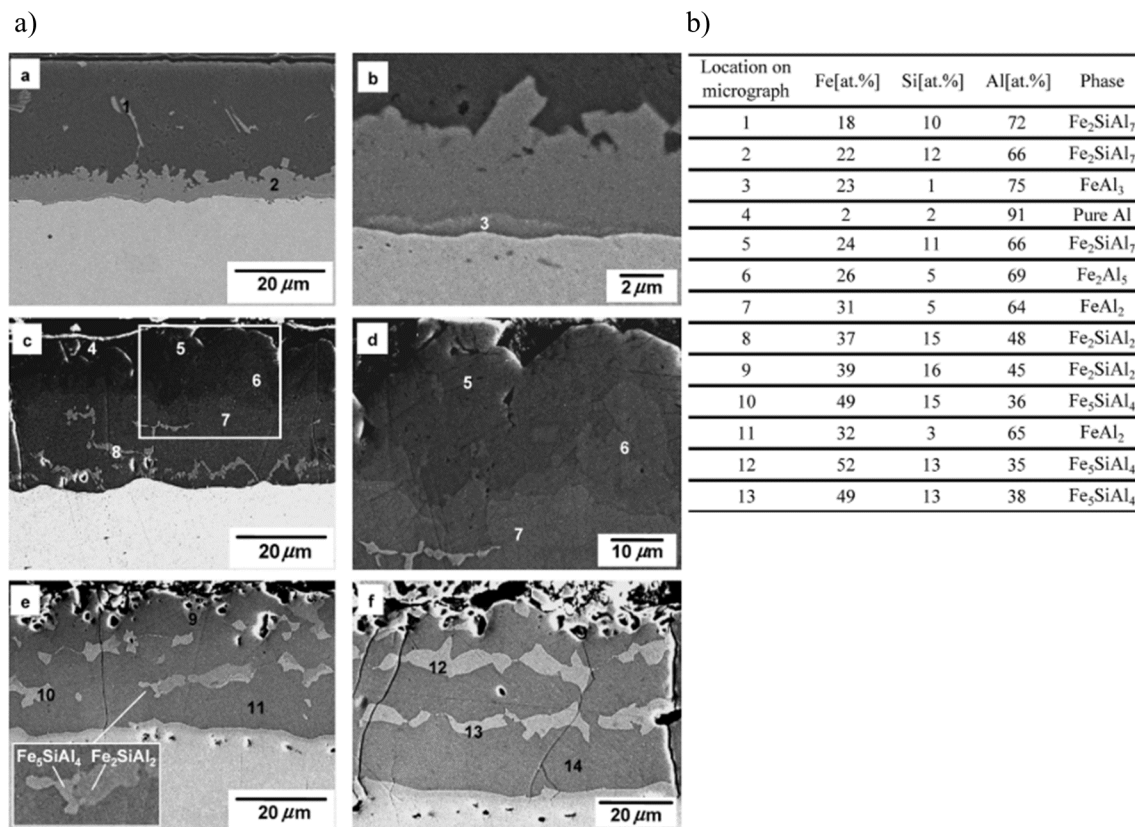 a)
b)
a
1
2
20 μm
b
3
2 μm
c
4
5
6
7
8
20 μm
d
5
6
7
10 μm
e
9
10
11
Fe₅SiAl₄ Fe₂SiAl₂
20 μm
f
12
13
14
20 μm
Location on micrograph Fe[at.%] Si[at.%] Al[at.%] Phase
1 18 10 72 Fe₂SiAl₇
2 22 12 66 Fe₂SiAl₇
3 23 1 75 FeAl₃
4 2 2 91 Pure Al
5 24 11 66 Fe₂SiAl₇
6 26 5 69 Fe₂Al₅
7 31 5 64 FeAl₂
8 37 15 48 Fe₂SiAl₂
9 39 16 45 Fe₂SiAl₂
10 49 15 36 Fe₅SiAl₄
11 32 3 65 FeAl₂
12 52 13 35 Fe₅SiAl₄
13 49 13 38 Fe₅SiAl₄